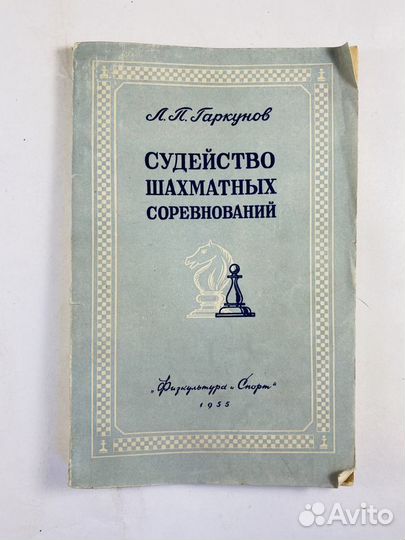 Л. П. Гаркунов
СУДЕЙСТВО
ШАХМАТНЫХ
СОРЕВНОВАНИЙ
„Физкультура и Спорт“
1955
Avito